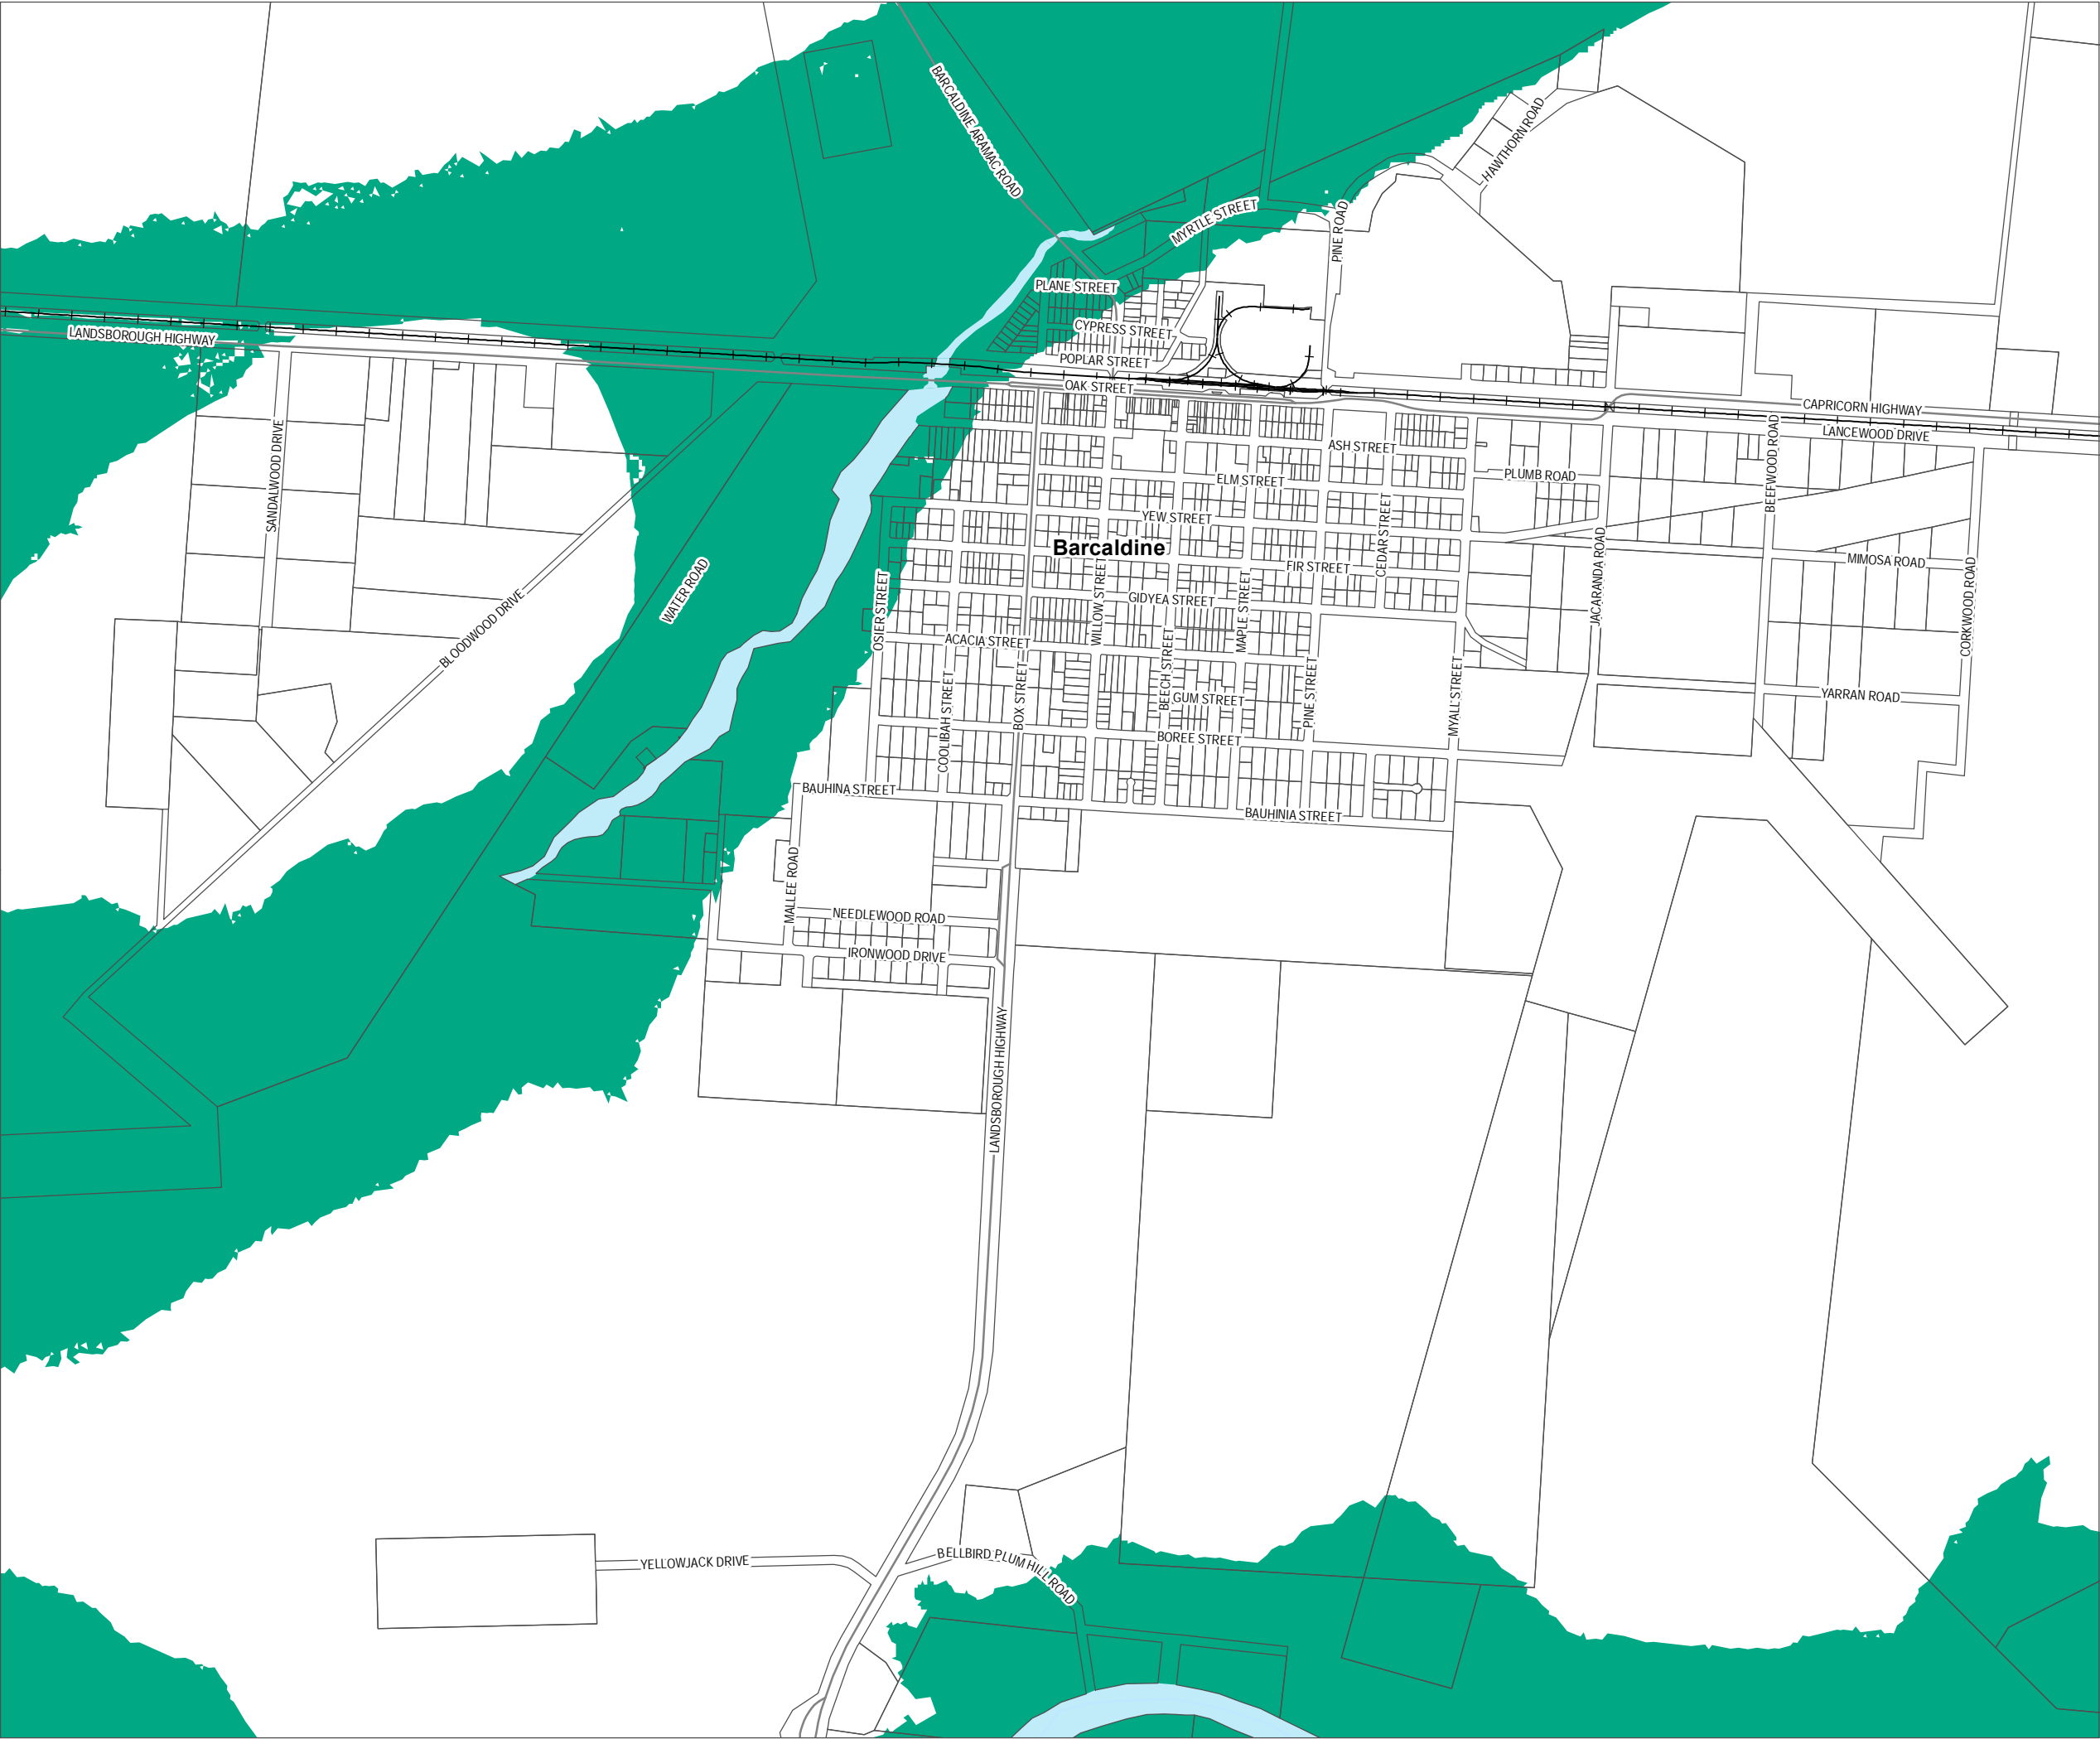 BARCALDINE ARAMAC ROAD
HAWTHORN ROAD
MYRTLE STREET
PINE ROAD
PLANE STREET
CYPRESS STREET
LANDSBOROUGH HIGHWAY
POPLAR STREET
OAK STREET
CAPRICORN HIGHWAY
LANCEWOOD DRIVE
ASH STREET
BEEFWOOD ROAD
SANDALWOOD DRIVE
ELM STREET
PLUMB ROAD
YEW STREET
CEDAR STREET
Barcaldine
JACARANDA ROAD
MIMOSA ROAD
FIR STREET
WATER ROAD
OSIER STREET
WILLOW STREET
GIDYEA STREET
MAPLE STREET
CORKWOOD ROAD
BLOODWOOD DRIVE
ACACIA STREET
BEECH STREET
BOX STREET
PINE STREET
MYALL STREET
GUM STREET
YARRAN ROAD
COOLIBAH STREET
BOREE STREET
BAUHINA STREET
BAUHINIA STREET
MALLEE ROAD
NEEDLEWOOD ROAD
IRONWOOD DRIVE
LANDSBOROUGH HIGHWAY
YELLOWJACK DRIVE
BELLBIRD PLUM HILL ROAD